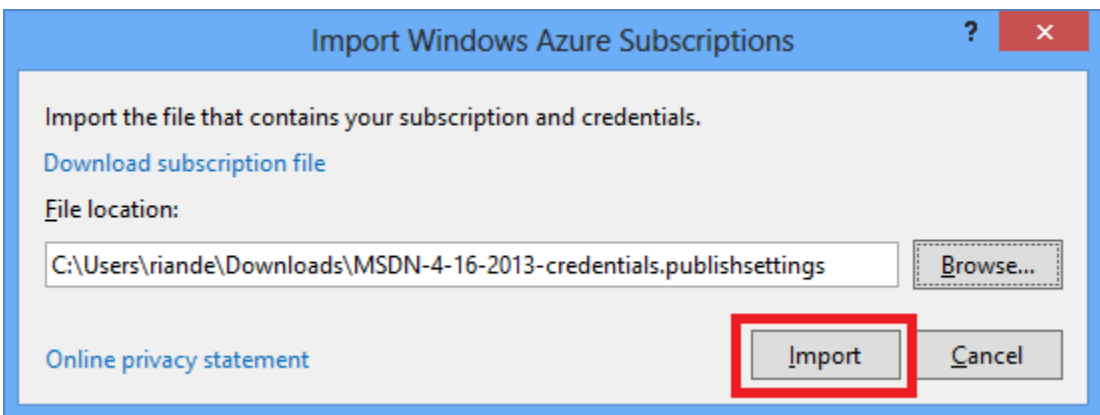 Import Windows Azure Subscriptions ? ×
Import the file that contains your subscription and credentials.
Download subscription file
File location:
C:\Users\riande\Downloads\MSDN-4-16-2013-credentials.publishsettings Browse...
Online privacy statement Import Cancel